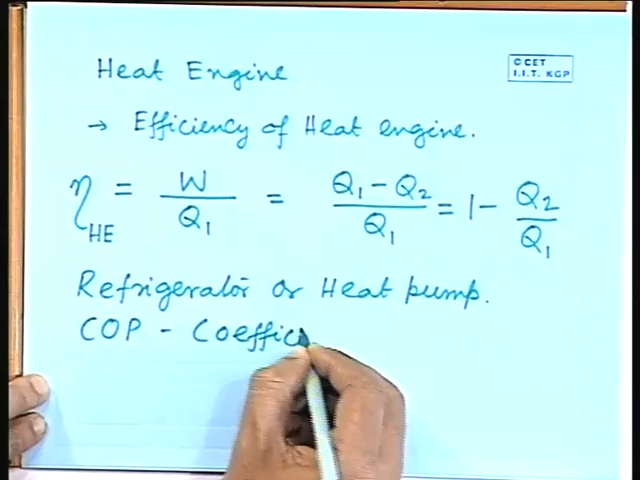 Heat Engine
© CET
I.I.T. KGP
→ Efficiency of Heat engine.
η_HE = W/Q₁ = (Q₁ - Q₂)/Q₁ = 1 - Q₂/Q₁
Refrigerator or Heat pump.
COP - Coeffic